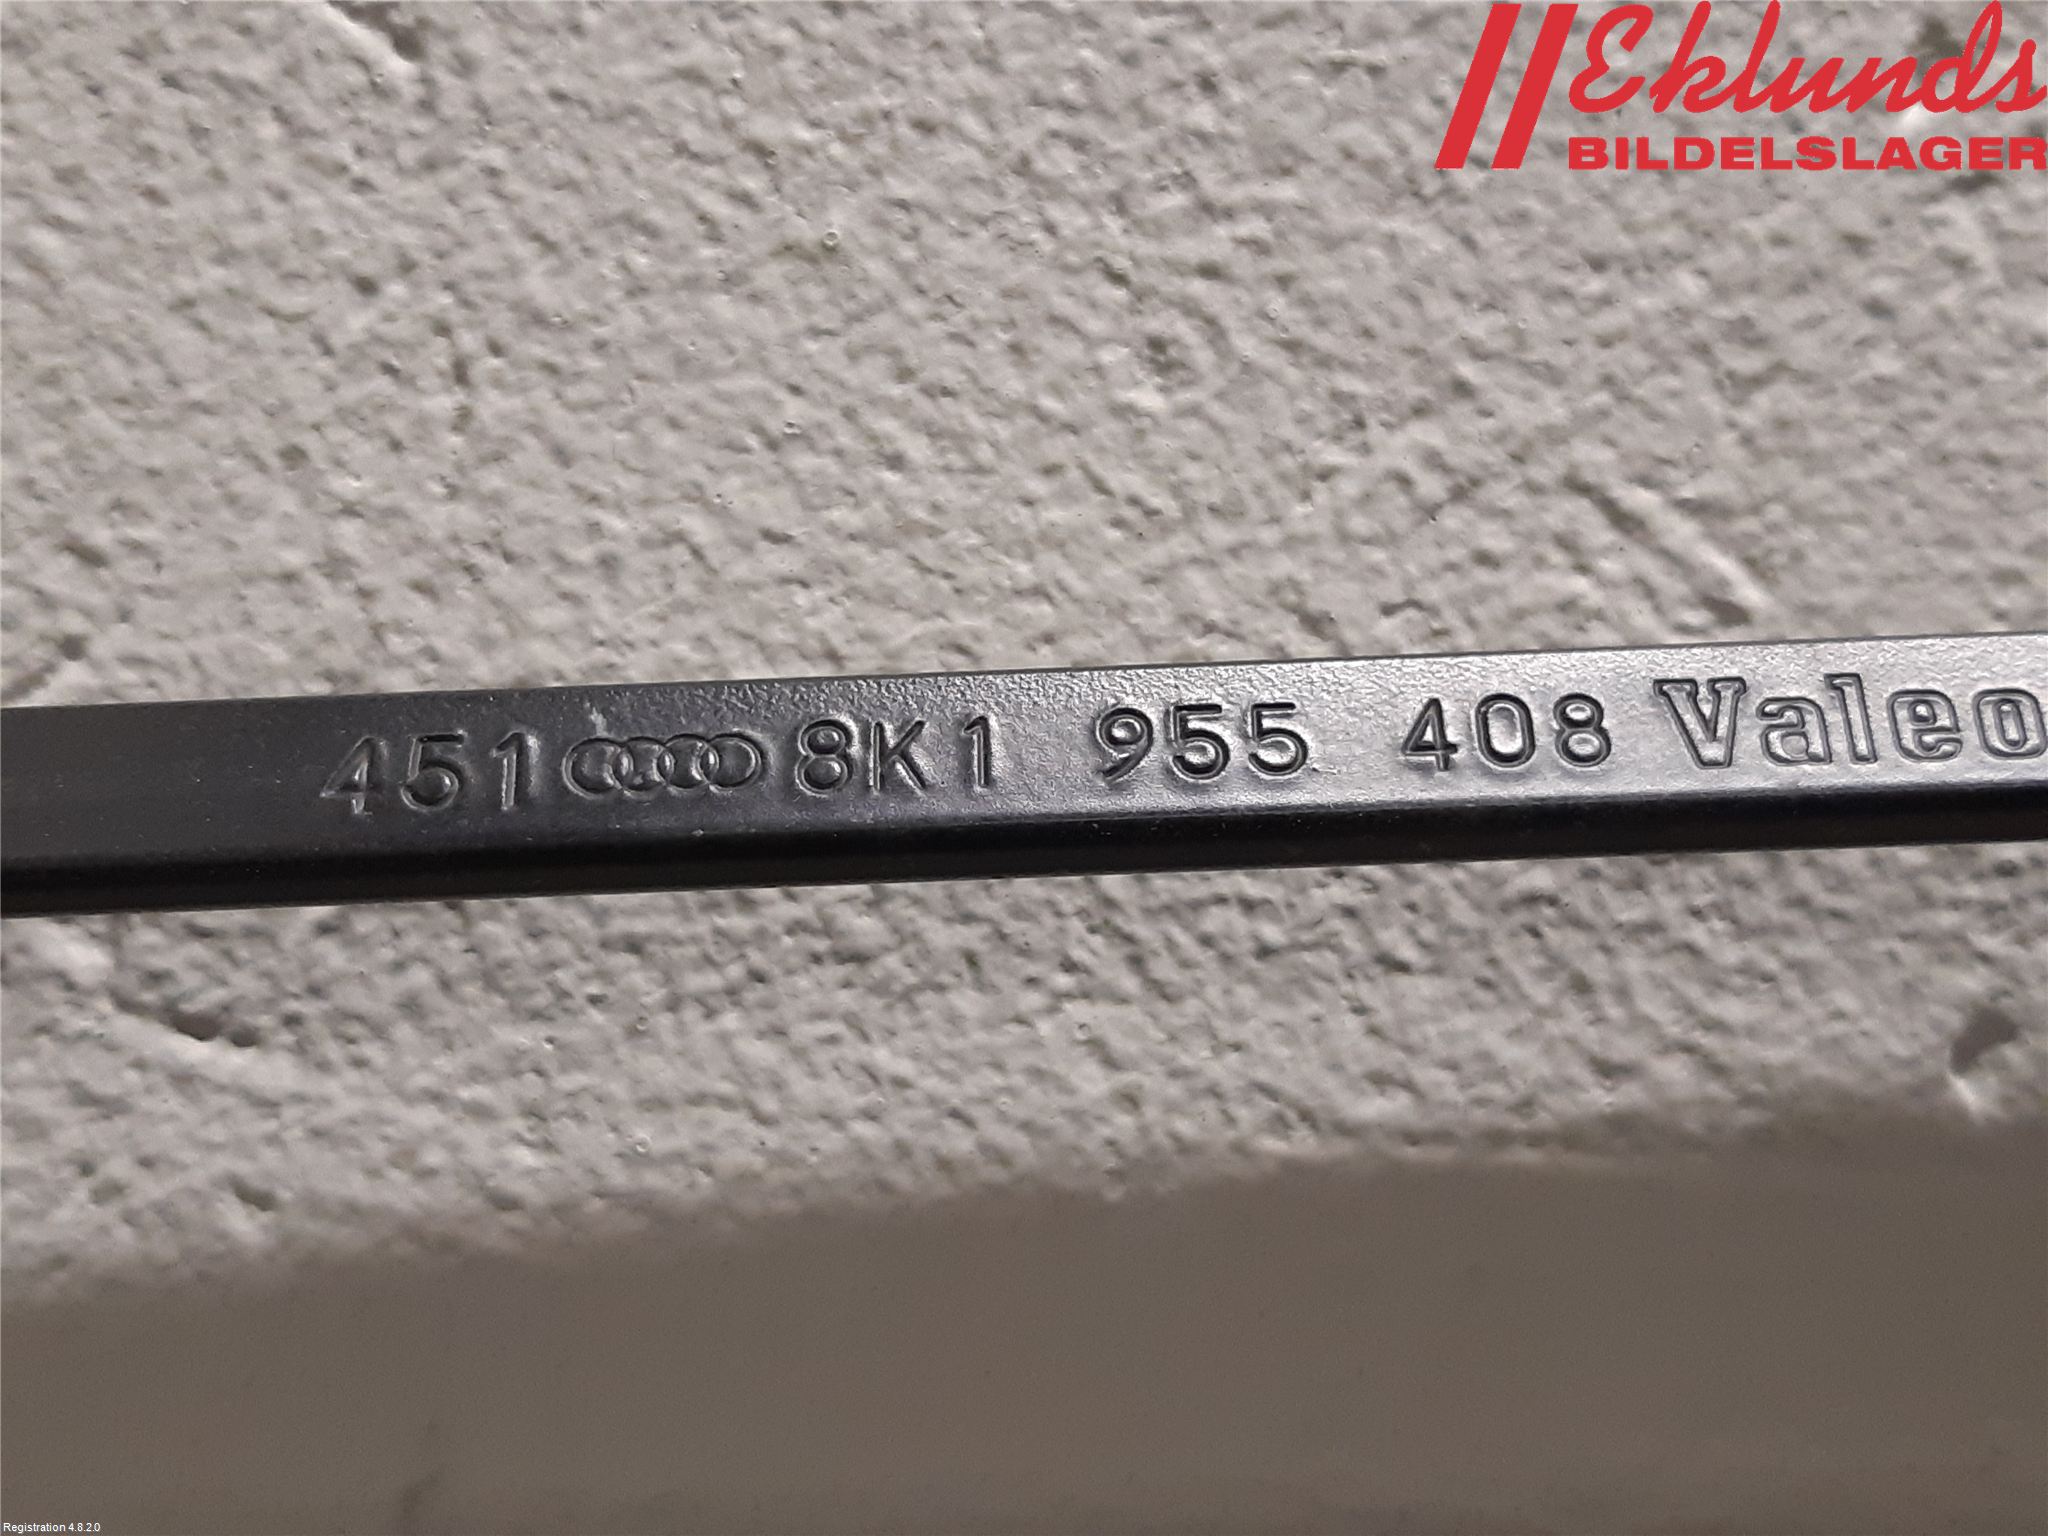 Eklunds
BILDELSLAGER
451 8K1 955 408 Valeo
Registration 4.8.2.0